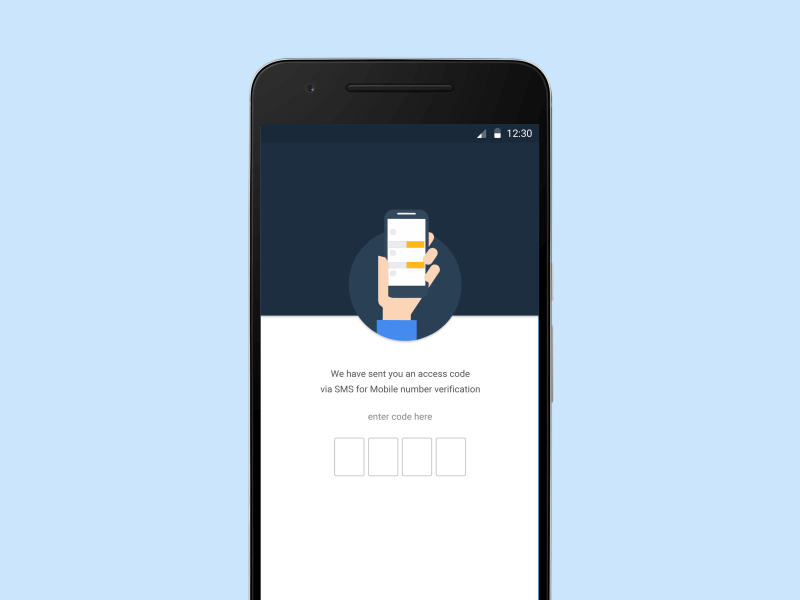 12:30
We have sent you an access code
via SMS for Mobile number verification
enter code here